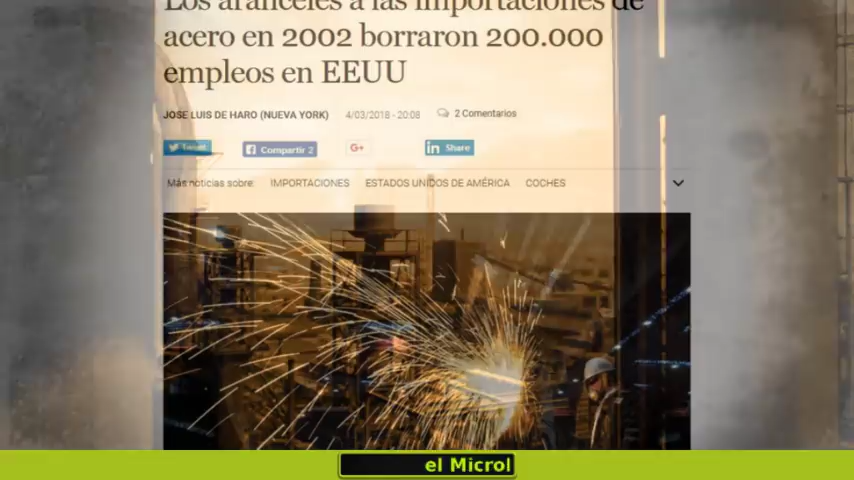 Los aranceles a las importaciones de
acero en 2002 borraron 200.000
empleos en EEUU
JOSE LUIS DE HARO (NUEVA YORK) 4/03/2018 - 20:08 2 Comentarios
Tweet Compartir 2 G+ in Share
Más noticias sobre: IMPORTACIONES ESTADOS UNIDOS DE AMÉRICA COCHES
el Microl